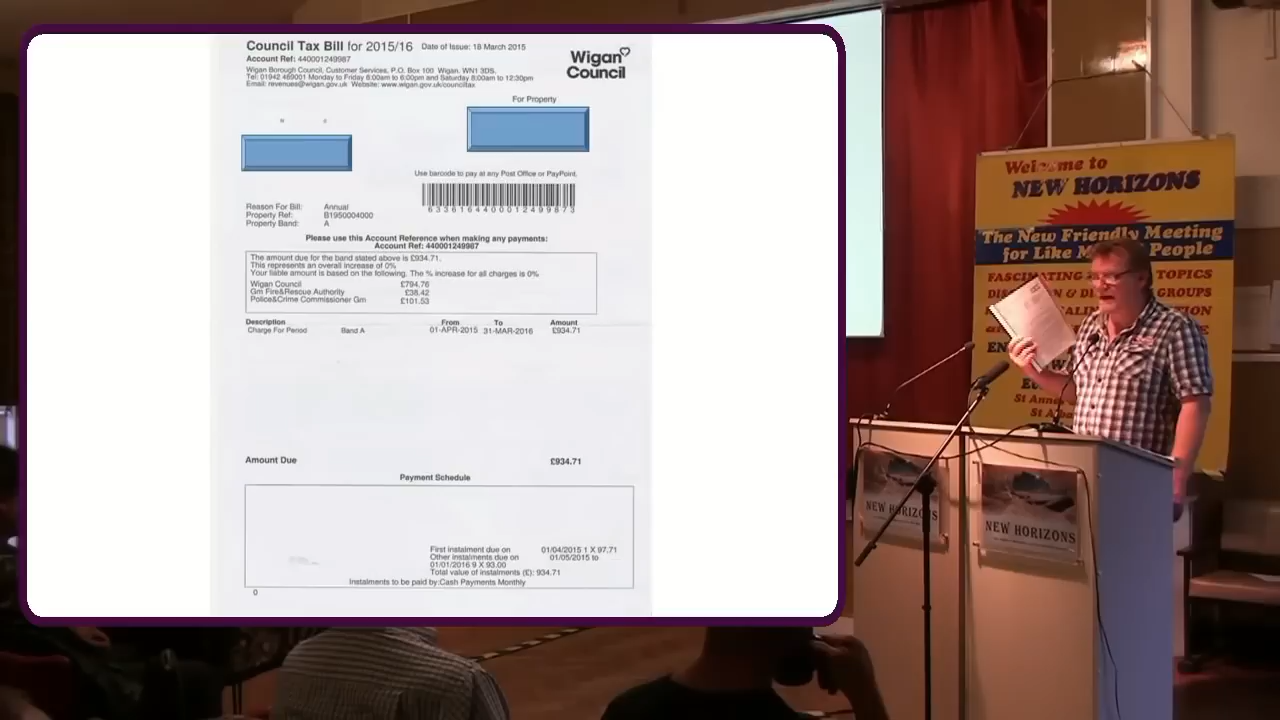 Council Tax Bill for 2015/16 Date of Issue: 18 March 2015
Account Ref: 440001249987
Wigan Borough Council, Customer Services, P.O. Box 100 Wigan. WN1 3DS.
Tel: 01942 489001 Monday to Friday 8:00am to 6:00pm and Saturday 8:00am to 12:30pm
Email: revenues@wigan.gov.uk Website: www.wigan.gov.uk/counciltax
Wigan
Council
For Property
Use barcode to pay at any Post Office or PayPoint.
Reason For Bill: Annual
Property Ref: B1950004000
Property Band: A
Please use this Account Reference when making any payments:
Account Ref: 440001249987
The amount due for the band stated above is £934.71.
This represents an overall increase of 0%
Your liable amount is based on the following. The % increase for all charges is 0%
Wigan Council £794.76
Gm Fire&Rescue Authority £38.42
Police&Crime Commissioner Gm £101.53
Description From To Amount
Charge For Period Band A 01-APR-2015 31-MAR-2016 £934.71
Amount Due £934.71
Payment Schedule
First instalment due on 01/04/2015 1 X 97.71
Other instalments due on 01/05/2015 to
01/01/2016 9 X 93.00
Total value of instalments (£): 934.71
Instalments to be paid by:Cash Payments Monthly
0
Welcome to
NEW HORIZONS
The New Friendly Meeting
for Like People
FASCINATING TOPICS
& GROUPS
St
St
NEW HORIZONS
NEW HORIZONS